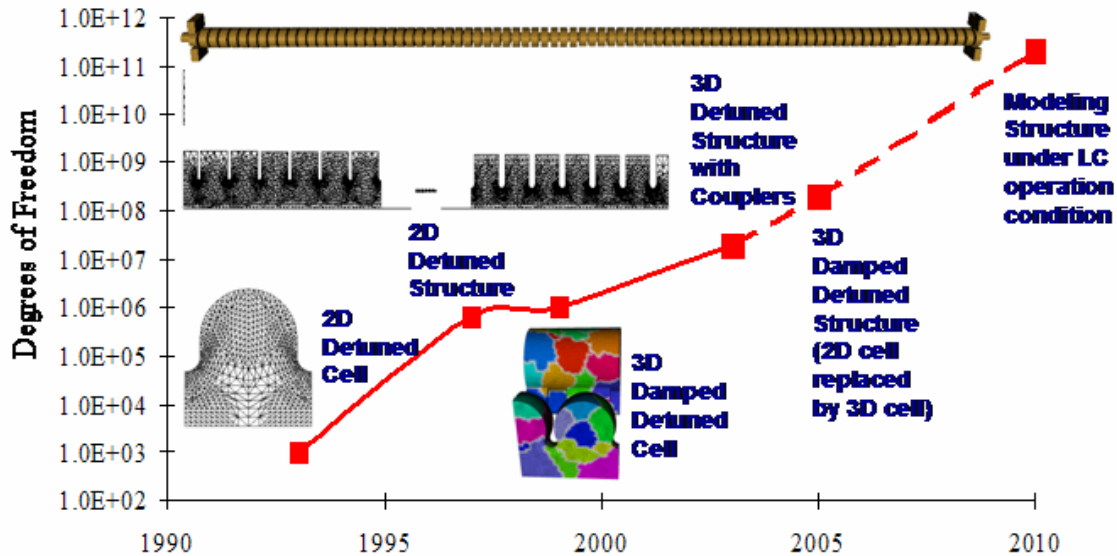 1.0E+12
1.0E+11
1.0E+10
1.0E+09
1.0E+08
1.0E+07
1.0E+06
1.0E+05
1.0E+04
1.0E+03
1.0E+02
Degrees of Freedom
1990
1995
2000
2005
2010
2D
Detuned
Cell
2D
Detuned
Structure
3D
Damped
Detuned
Cell
3D
Detuned
Structure
with
Couplers
3D
Damped
Detuned
Structure
(2D cell
replaced
by 3D cell)
Modeling
Structure
under LC
operation
condition